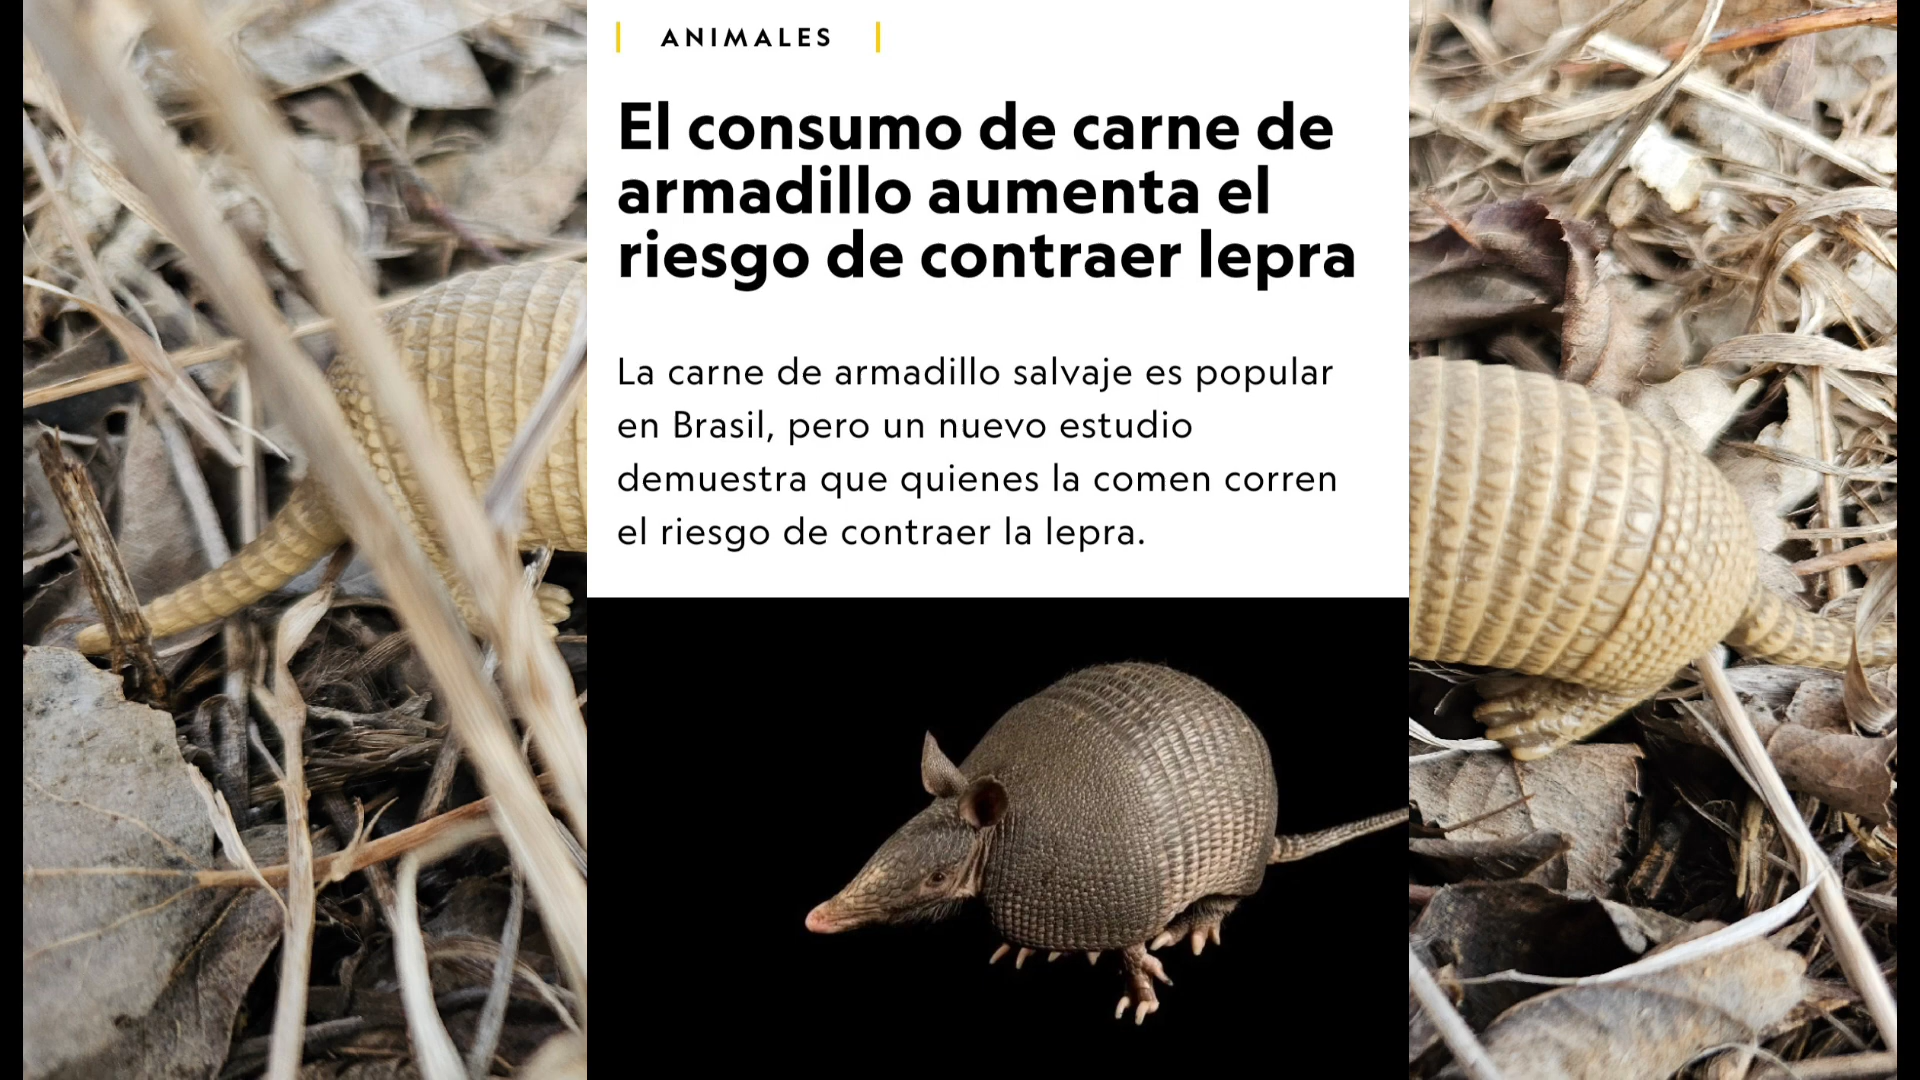 ANIMALES
El consumo de carne de
armadillo aumenta el
riesgo de contraer lepra
La carne de armadillo salvaje es popular
en Brasil, pero un nuevo estudio
demuestra que quienes la comen corren
el riesgo de contraer la lepra.